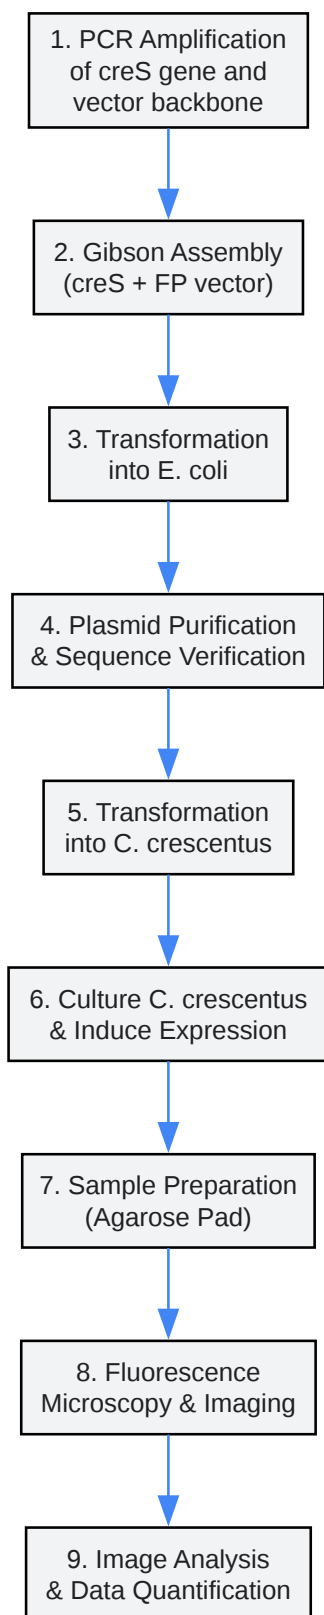 1. PCR Amplification
of creS gene and
vector backbone
2. Gibson Assembly
(creS + FP vector)
3. Transformation
into E. coli
4. Plasmid Purification
& Sequence Verification
5. Transformation
into C. crescentus
6. Culture C. crescentus
& Induce Expression
7. Sample Preparation
(Agarose Pad)
8. Fluorescence
Microscopy & Imaging
9. Image Analysis
& Data Quantification